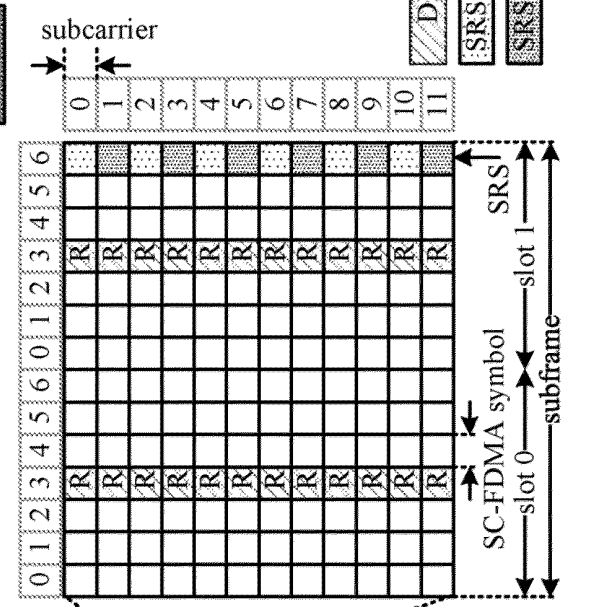 subcarrier
D
SRS
SRS
0 1 2 3 4 5 6 7 8 9 10 11
6
5
4
3 R R R R R R R R R R R R
2
1
0
6
5
4
3 R R R R R R R R R R R R
2
1
0
SRS
SC-FDMA symbol
slot 1
slot 0
subframe